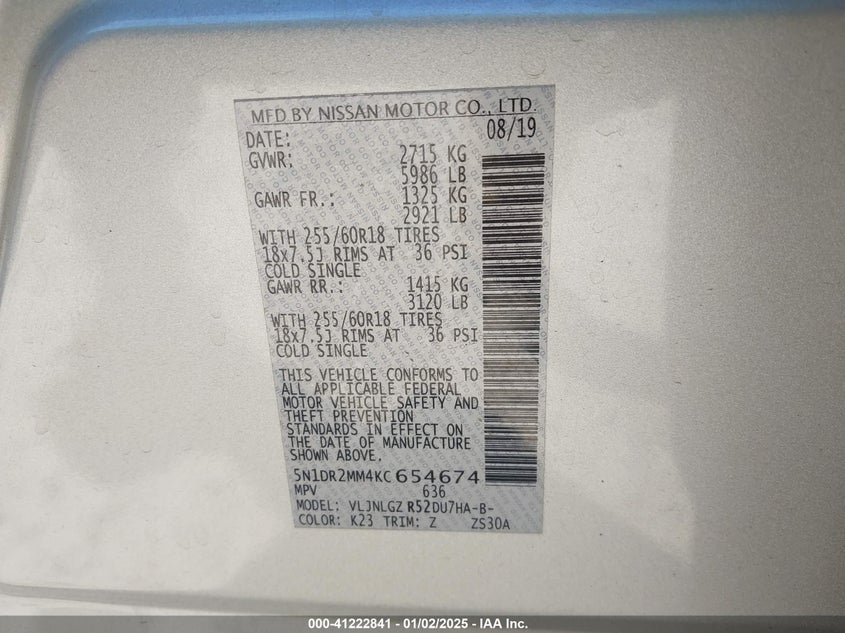 MFD BY NISSAN MOTOR CO., LTD.
DATE: 08/19
GVWR: 2715 KG
5986 LB
GAWR FR.: 1325 KG
2921 LB
WITH 255/60R18 TIRES
18x7.5J RIMS AT 36 PSI
COLD SINGLE
GAWR RR.: 1415 KG
3120 LB
WITH 255/60R18 TIRES
18x7.5J RIMS AT 36 PSI
COLD SINGLE
THIS VEHICLE CONFORMS TO
ALL APPLICABLE FEDERAL
MOTOR VEHICLE SAFETY AND
THEFT PREVENTION
STANDARDS IN EFFECT ON
THE DATE OF MANUFACTURE
SHOWN ABOVE.
5N1DR2MM4KC654674
MPV 636
MODEL: VLJNLGZ R52DU7HA-B-
COLOR: K23 TRIM: Z ZS30A
000-41222841 - 01/02/2025 - IAA Inc.